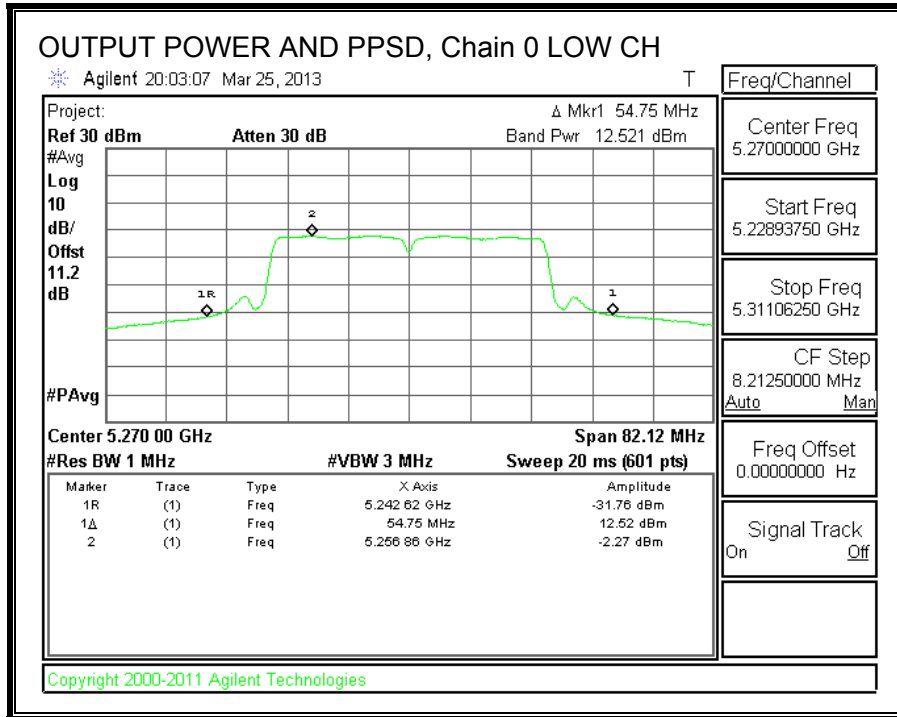 OUTPUT POWER AND PPSD, Chain 0 LOW CH
Agilent 20:03:07 Mar 25, 2013 T
Freq/Channel
Project: Δ Mkr1 54.75 MHz
Ref 30 dBm Atten 30 dB Band Pwr 12.521 dBm
#Avg
Log
10
dB/
Offst
11.2
dB
#PAvg
2
1R
1
Center 5.270 00 GHz Span 82.12 MHz
#Res BW 1 MHz #VBW 3 MHz Sweep 20 ms (601 pts)
Marker Trace Type X Axis Amplitude
1R (1) Freq 5.242 62 GHz -31.76 dBm
1Δ (1) Freq 54.75 MHz 12.52 dBm
2 (1) Freq 5.256 86 GHz -2.27 dBm
Center Freq
5.27000000 GHz
Start Freq
5.22893750 GHz
Stop Freq
5.31106250 GHz
CF Step
8.21250000 MHz
Auto Man
Freq Offset
0.00000000 Hz
Signal Track
On Off
Copyright 2000-2011 Agilent Technologies